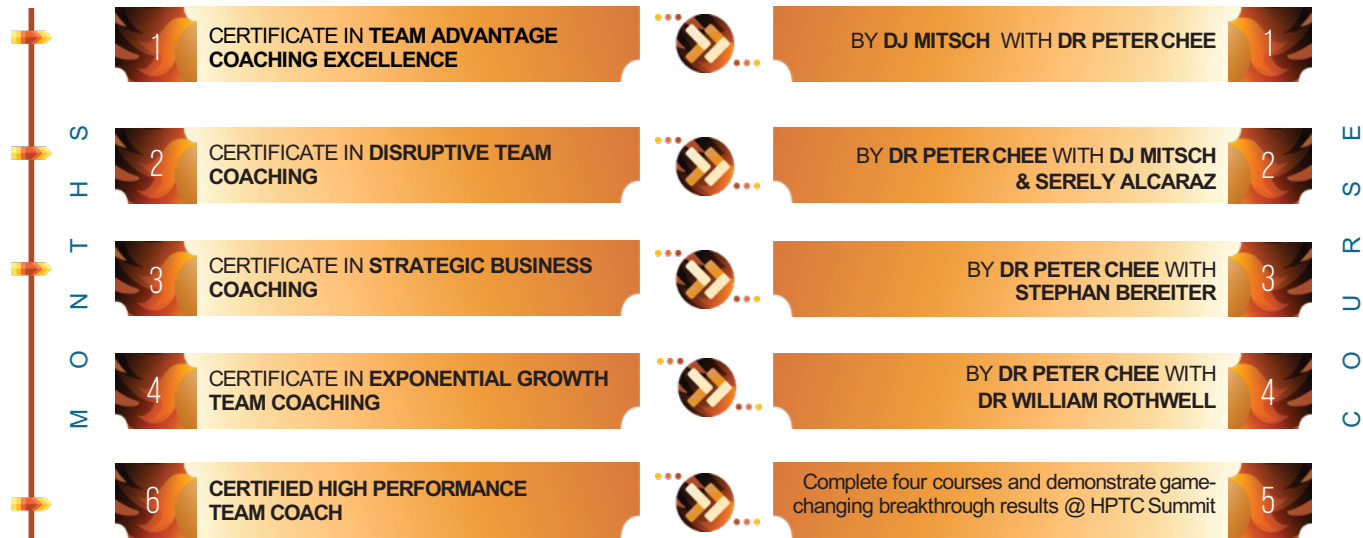 MONTHS
1
CERTIFICATE IN TEAM ADVANTAGE
COACHING EXCELLENCE
BY DJ MITSCH WITH DR PETER CHEE
1
2
CERTIFICATE IN DISRUPTIVE TEAM
COACHING
BY DR PETER CHEE WITH DJ MITSCH
& SERELY ALCARAZ
2
3
CERTIFICATE IN STRATEGIC BUSINESS
COACHING
BY DR PETER CHEE WITH
STEPHAN BEREITER
3
4
CERTIFICATE IN EXPONENTIAL GROWTH
TEAM COACHING
BY DR PETER CHEE WITH
DR WILLIAM ROTHWELL
4
6
CERTIFIED HIGH PERFORMANCE
TEAM COACH
Complete four courses and demonstrate game-
changing breakthrough results @ HPTC Summit
5
COURSE